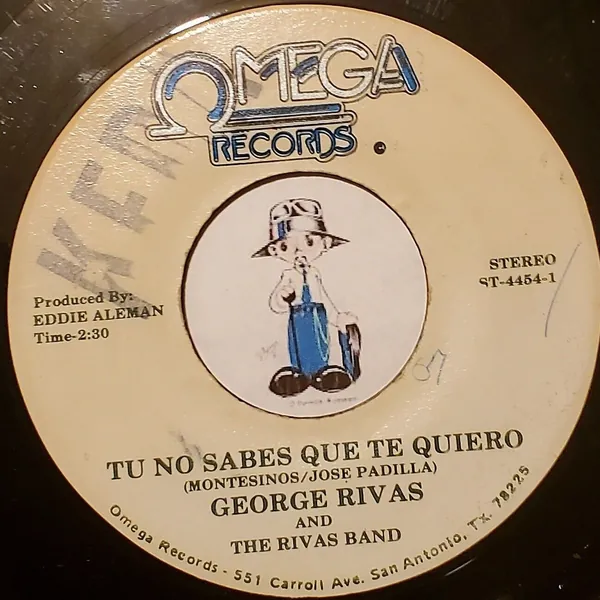 OMEGA
RECORDS
STEREO
ST-4454-1
Produced By:
EDDIE ALEMAN
Time-2:30
TU NO SABES QUE TE QUIERO
(MONTESINOS/JOSE PADILLA)
GEORGE RIVAS
AND
THE RIVAS BAND
Omega Records - 551 Carroll Ave. San Antonio, TX. 78225